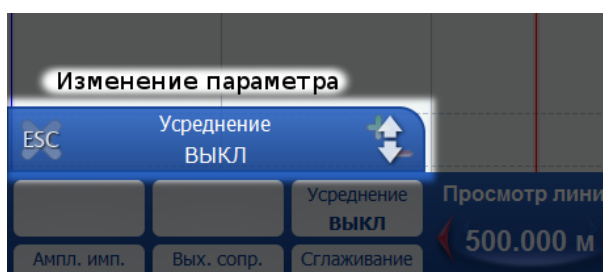 Изменение параметра
ESC
Усреднение
ВЫКЛ
Усреднение
ВЫКЛ
Просмотр лини
500.000 м
Ампл. имп.
Вых. сопр.
Сглаживание